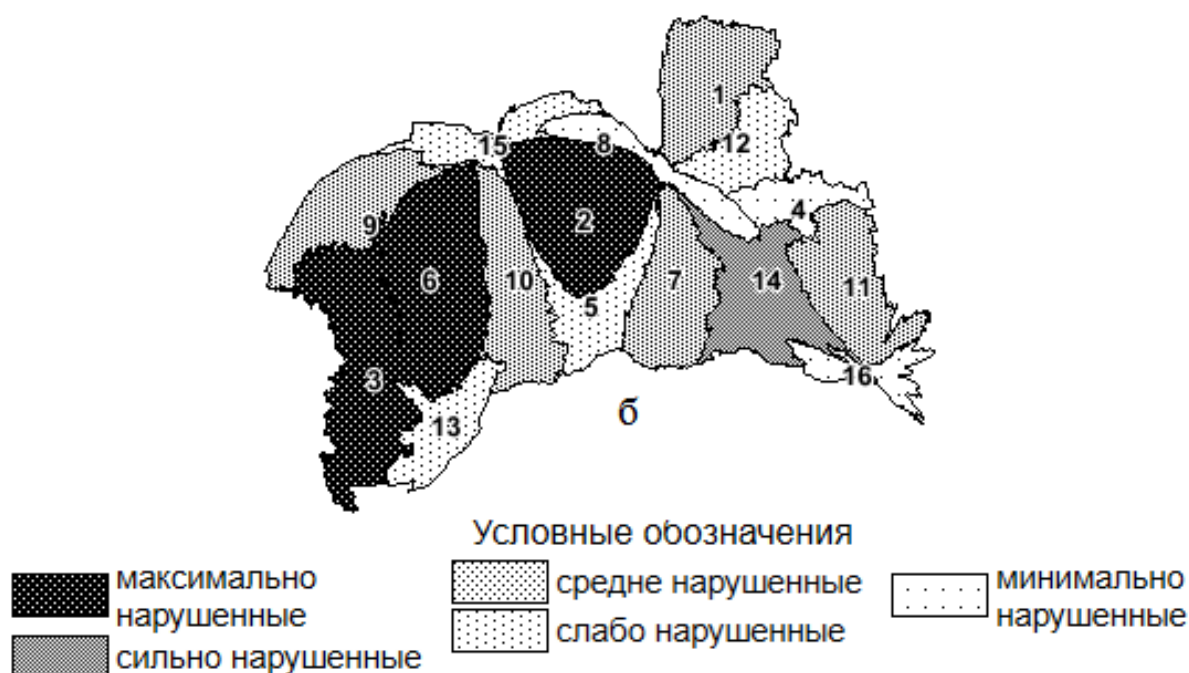 1
12
8
15
4
9
2
6
10
7
14
11
5
16
3
13
б
Условные обозначения
максимально
нарушенные
сильно нарушенные
средне нарушенные
слабо нарушенные
минимально
нарушенные